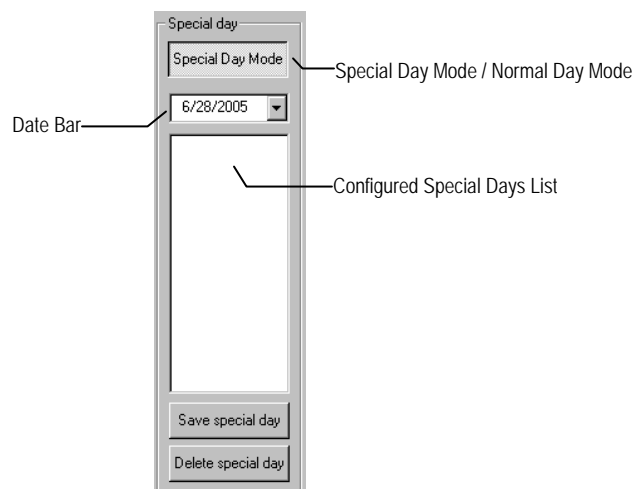 Special day
Special Day Mode
Special Day Mode / Normal Day Mode
6/28/2005
Date Bar
Configured Special Days List
Save special day
Delete special day